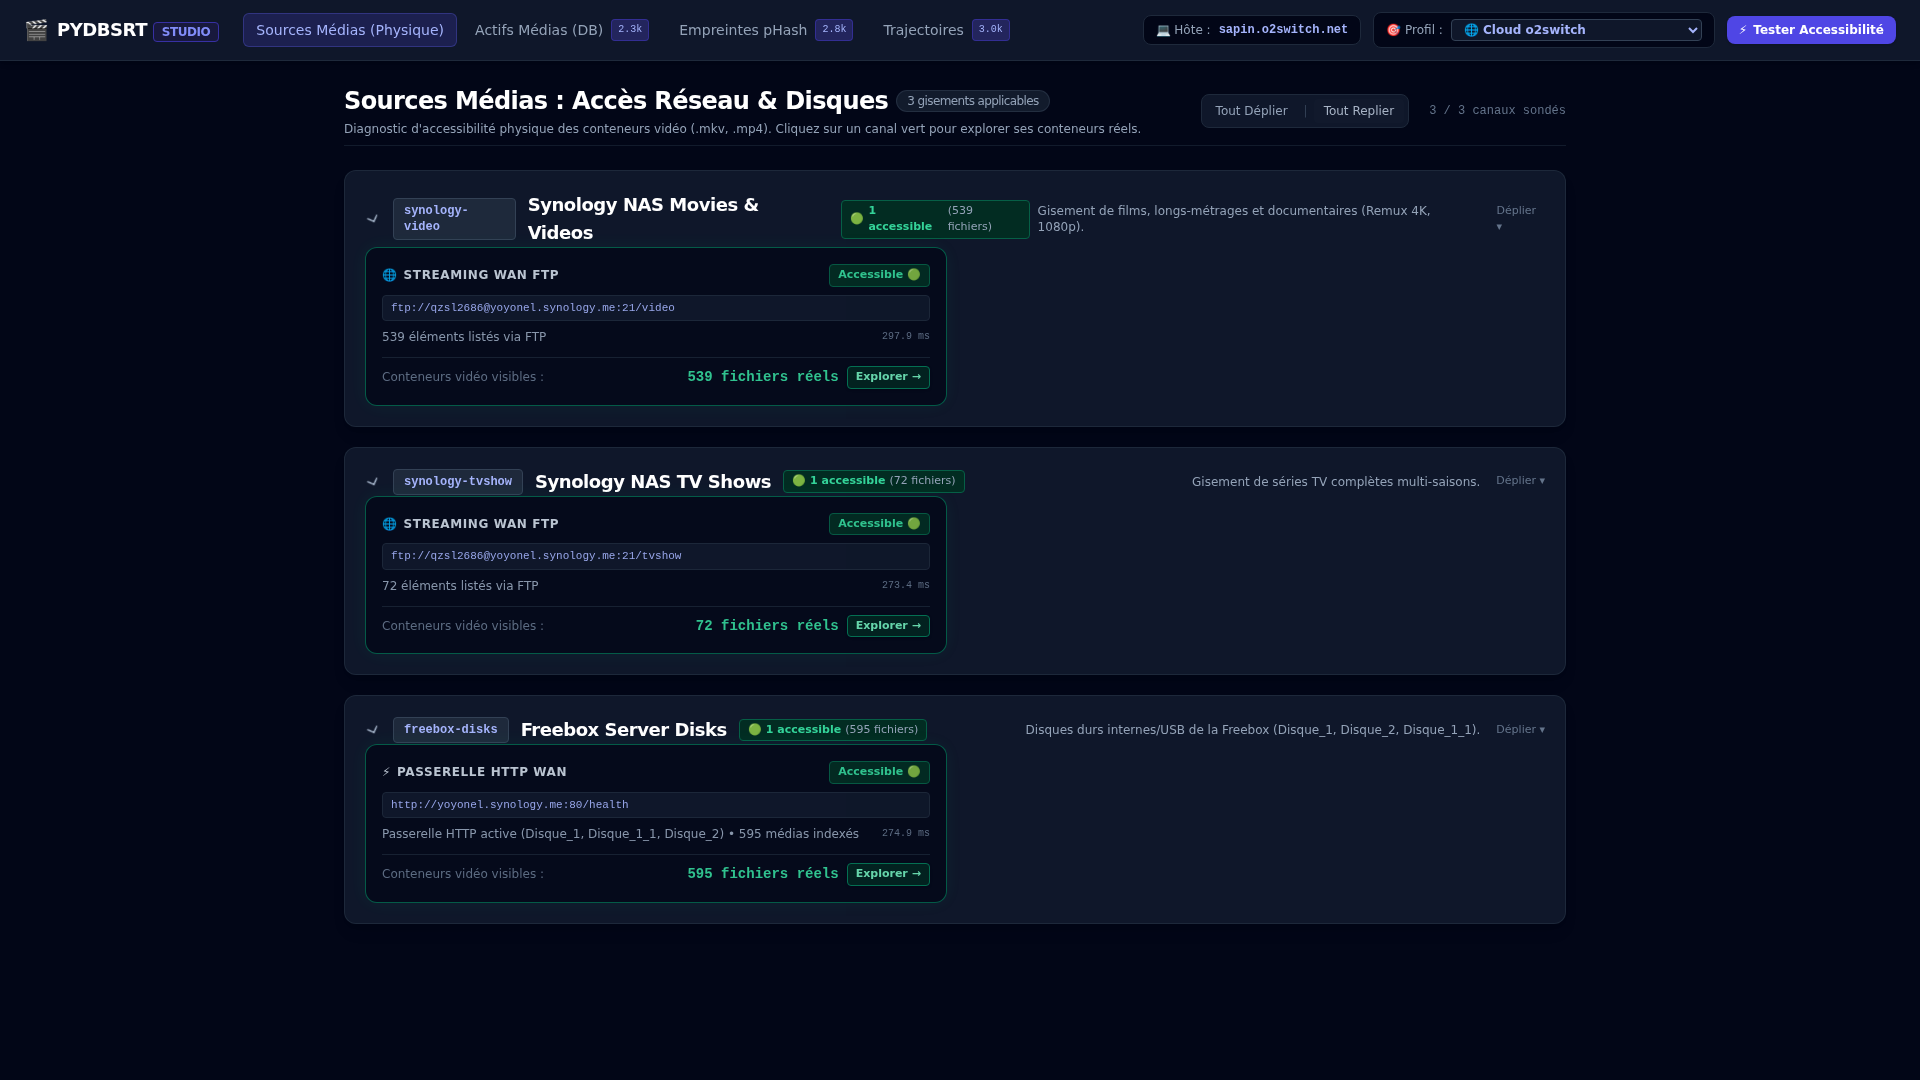 🎬 PYDBSRT STUDIO
Sources Médias (Physique)
Actifs Médias (DB) 2.3k
Empreintes pHash 2.8k
Trajectoires 3.0k
💻 Hôte : sapin.o2switch.net
🎯 Profil : 🌐 Cloud o2switch
⚡ Tester Accessibilité
Sources Médias : Accès Réseau & Disques 3 gisements applicables
Diagnostic d'accessibilité physique des conteneurs vidéo (.mkv, .mp4). Cliquez sur un canal vert pour explorer ses conteneurs réels.
Tout Déplier | Tout Replier
3 / 3 canaux sondés
synology-
video
Synology NAS Movies &
Videos
🟢 1
accessible
(539
fichiers)
Gisement de films, longs-métrages et documentaires (Remux 4K,
1080p).
Déplier
▾
🌐 STREAMING WAN FTP
Accessible 🟢
ftp://qzsl2686@yoyonel.synology.me:21/video
539 éléments listés via FTP
297.9 ms
Conteneurs vidéo visibles :
539 fichiers réels
Explorer →
synology-tvshow
Synology NAS TV Shows
🟢 1 accessible (72 fichiers)
Gisement de séries TV complètes multi-saisons.
Déplier ▾
🌐 STREAMING WAN FTP
Accessible 🟢
ftp://qzsl2686@yoyonel.synology.me:21/tvshow
72 éléments listés via FTP
273.4 ms
Conteneurs vidéo visibles :
72 fichiers réels
Explorer →
freebox-disks
Freebox Server Disks
🟢 1 accessible (595 fichiers)
Disques durs internes/USB de la Freebox (Disque_1, Disque_2, Disque_1_1).
Déplier ▾
⚡ PASSERELLE HTTP WAN
Accessible 🟢
http://yoyonel.synology.me:80/health
Passerelle HTTP active (Disque_1, Disque_1_1, Disque_2) • 595 médias indexés
274.9 ms
Conteneurs vidéo visibles :
595 fichiers réels
Explorer →